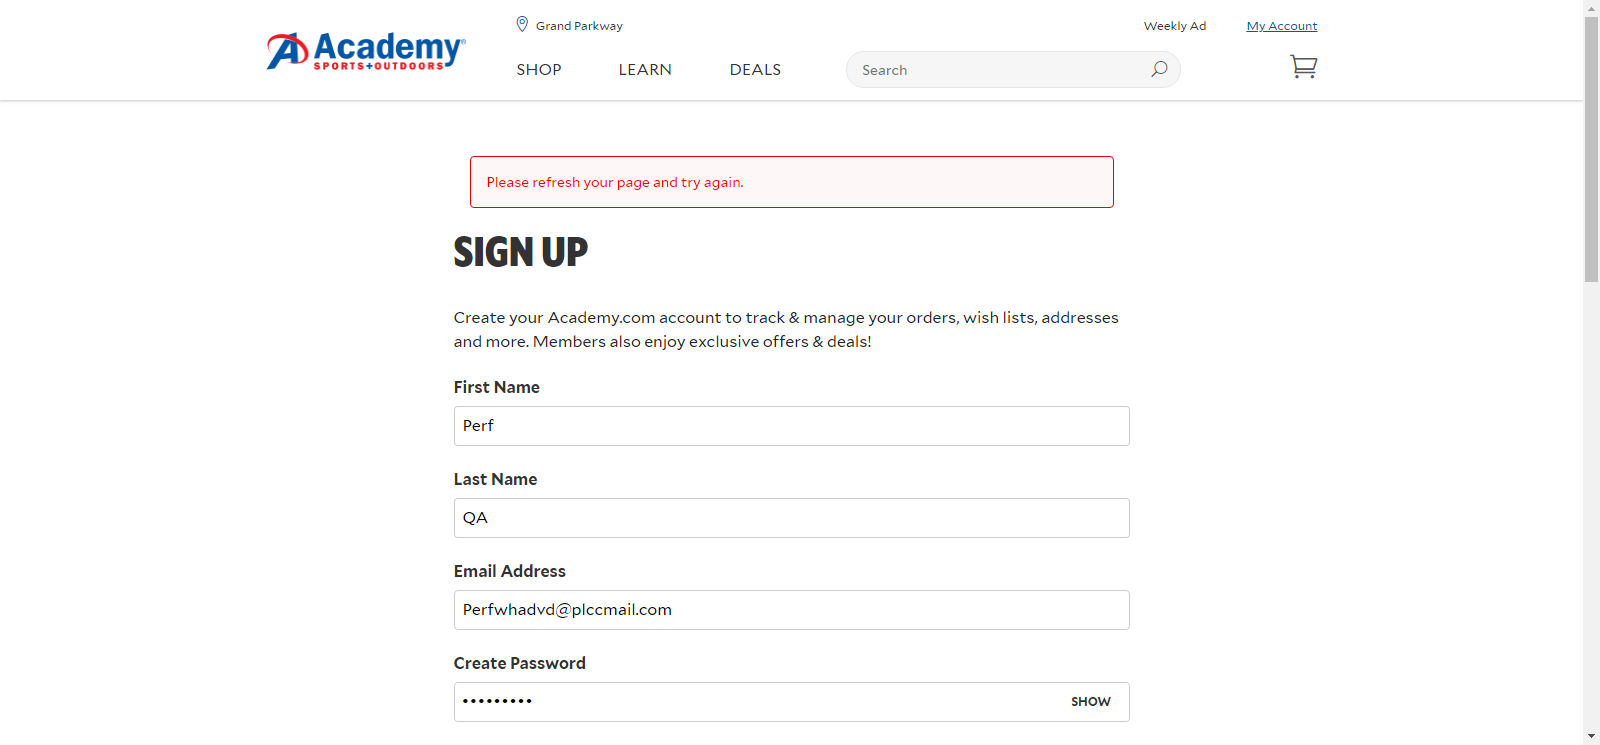 Grand Parkway
Weekly Ad
My Account
Academy
SPORTS+OUTDOORS
SHOP
LEARN
DEALS
Search
Please refresh your page and try again.
SIGN UP
Create your Academy.com account to track & manage your orders, wish lists, addresses
and more. Members also enjoy exclusive offers & deals!
First Name
Perf
Last Name
QA
Email Address
Perfwhadvd@plccmail.com
Create Password
•••••••••
SHOW